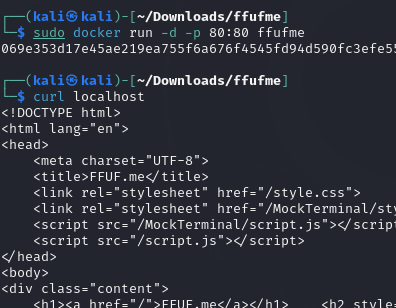 ┌──(kali㉿kali)-[~/Downloads/ffufme]
└─$ sudo docker run -d -p 80:80 ffufme
069e353d17e45ae219ea755f6a676f4545fd94d590fc3efe55
┌──(kali㉿kali)-[~/Downloads/ffufme]
└─$ curl localhost
<!DOCTYPE html>
<html lang="en">
<head>
    <meta charset="UTF-8">
    <title>FFUF.me</title>
    <link rel="stylesheet" href="/style.css">
    <link rel="stylesheet" href="/MockTerminal/sty
    <script src="/MockTerminal/script.js"></script
    <script src="/script.js"></script>
</head>
<body>
<div class="content">
    <h1><a href="/">FFUF.me</a></h1>    <h2 style=